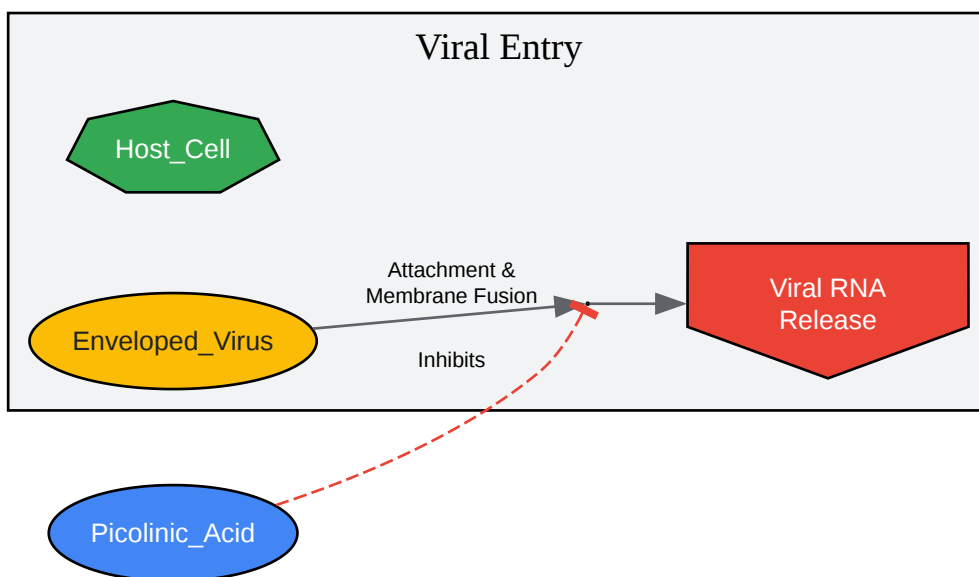 Viral Entry
Host_Cell
Attachment &
Membrane Fusion
Viral RNA
Release
Enveloped_Virus
Inhibits
Picolinic_Acid